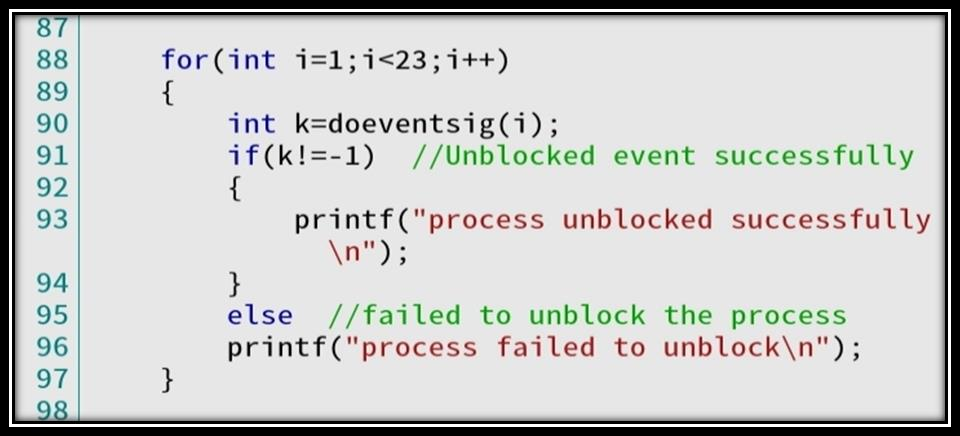 87
88 for(int i=1;i<23;i++)
89 {
90 int k=doeventsig(i);
91 if(k!=-1) //Unblocked event successfully
92 {
93 printf("process unblocked successfully
\n");
94 }
95 else //failed to unblock the process
96 printf("process failed to unblock\n");
97 }
98